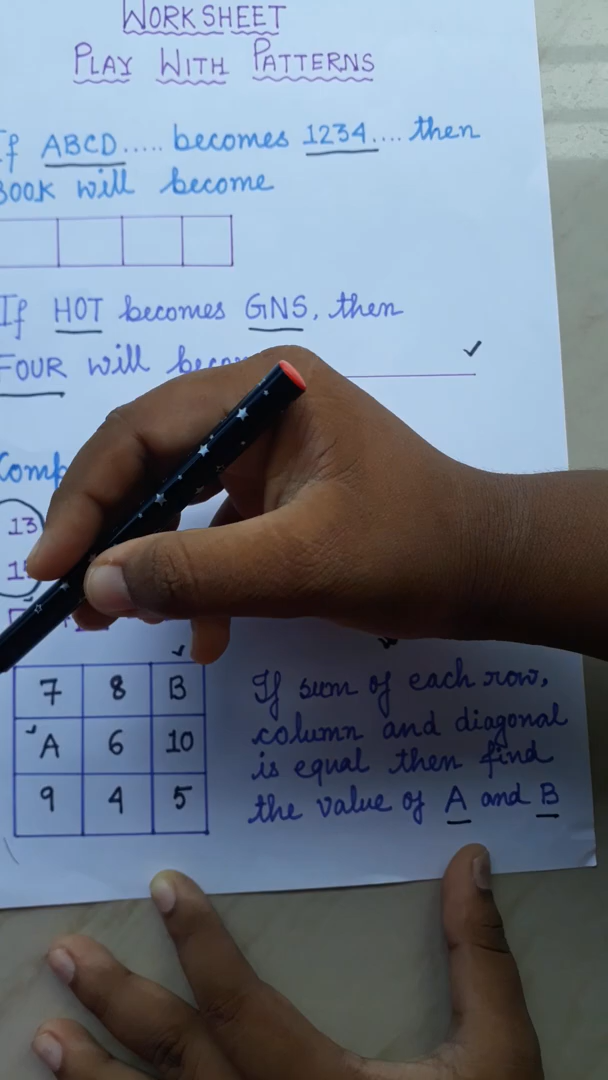 WORKSHEET
PLAY WITH PATTERNS
If ABCD..... becomes 1234.... then
BOOK will become
If HOT becomes GNS, then
FOUR will
13
7 8 B
A 6 10
9 4 5
If sum of each row,
column and diagonal
is equal then find
the value of A and B